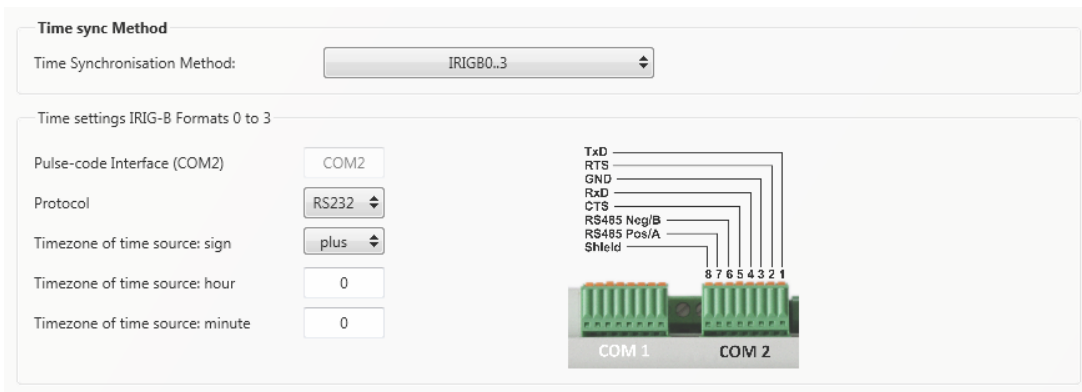 Time sync Method
Time Synchronisation Method: IRIGB0..3
Time settings IRIG-B Formats 0 to 3
Pulse-code Interface (COM2) COM2
Protocol RS232
Timezone of time source: sign plus
Timezone of time source: hour 0
Timezone of time source: minute 0
TxD
RTS
GND
RxD
CTS
RS485 Neg/B
RS485 Pos/A
Shield
8 7 6 5 4 3 2 1
COM 1 COM 2